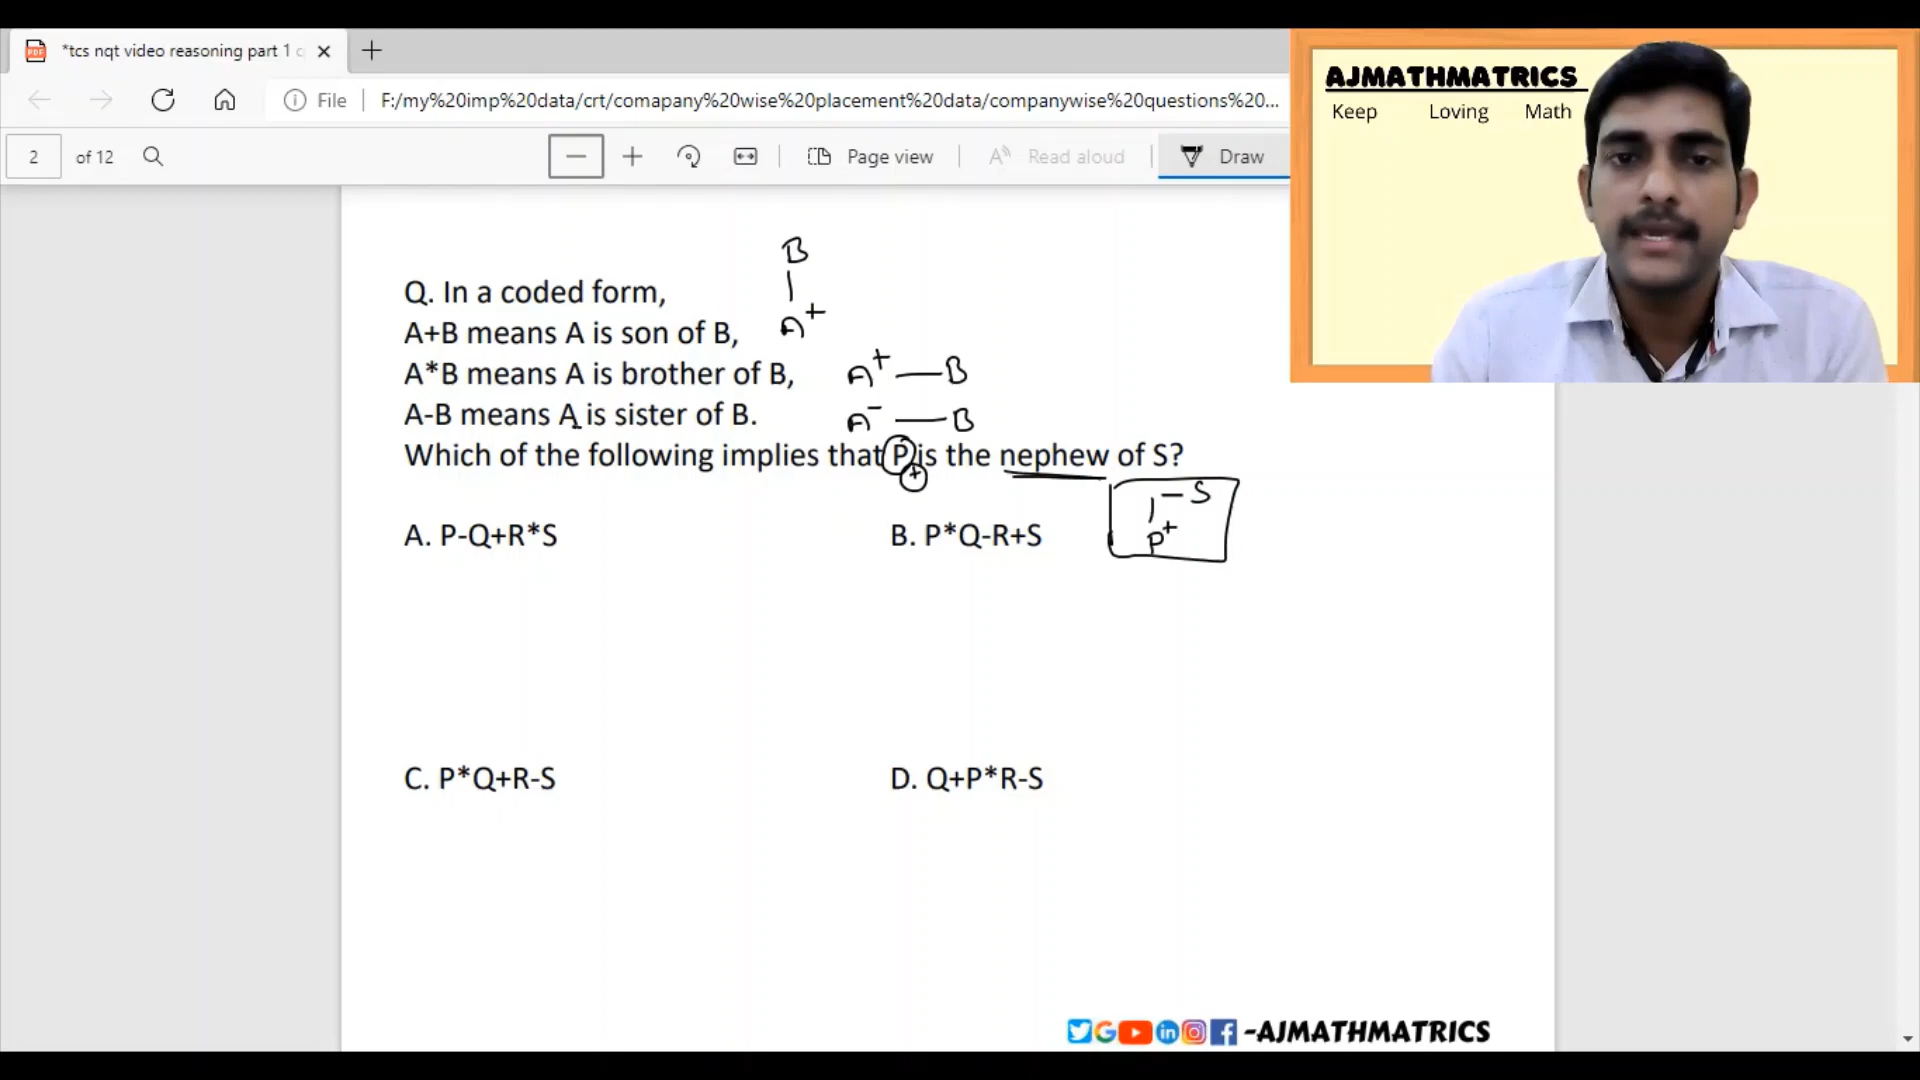 *tcs nqt video reasoning part 1 c
File
F:/my%20imp%20data/crt/comapany%20wise%20placement%20data/companywise%20questions%20...
2 of 12
Page view
Read aloud
Draw
AJMATHMATRICS
Keep Loving Math
B
A+
Q. In a coded form,
A+B means A is son of B,
A*B means A is brother of B,
A+ — B
A-B means A is sister of B.
A- — B
Which of the following implies that P is the nephew of S?
+
— S
P+
A. P-Q+R*S
B. P*Q-R+S
C. P*Q+R-S
D. Q+P*R-S
-AJMATHMATRICS